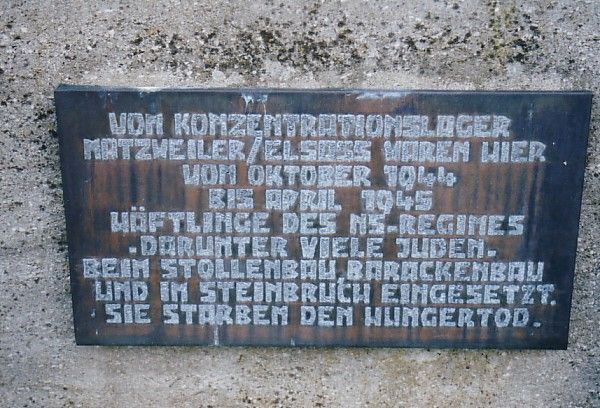 VOM KONZENTRATIONSLAGER
NATZWEILER/ELSASS WAREN HIER
VOM OKTOBER 1944
BIS APRIL 1945
HÄFTLINGE DES NS-REGIMES
-DARUNTER VIELE JUDEN-
BEIM STOLLENBAU BARACKENBAU
UND IM STEINBRUCH EINGESETZT.
SIE STARBEN DEN HUNGERTOD.